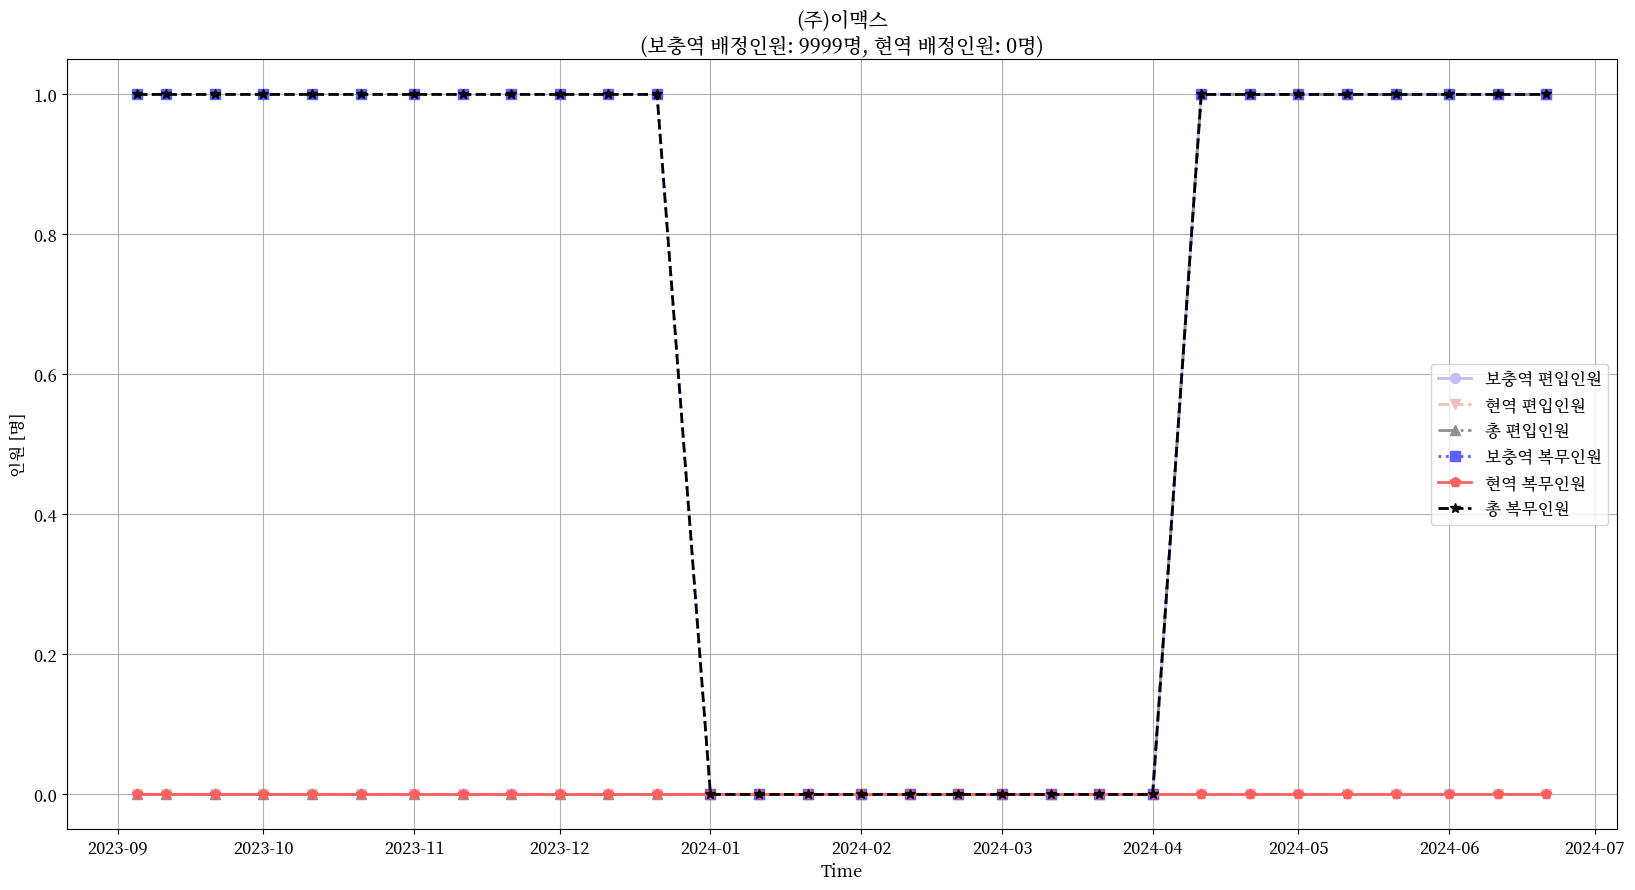 (주)이맥스
(보충역 배정인원: 9999명, 현역 배정인원: 0명)
인원 [명]
1.0
0.8
0.6
0.4
0.2
0.0
보충역 편입인원
현역 편입인원
총 편입인원
보충역 복무인원
현역 복무인원
총 복무인원
2023-09 2023-10 2023-11 2023-12 2024-01 2024-02 2024-03 2024-04 2024-05 2024-06 2024-07
Time